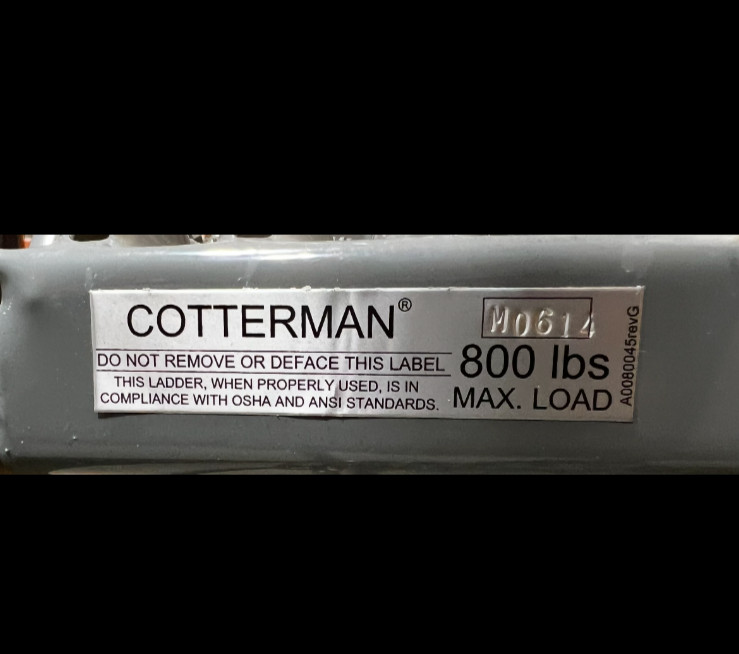 COTTERMAN®
DO NOT REMOVE OR DEFACE THIS LABEL
THIS LADDER, WHEN PROPERLY USED, IS IN
COMPLIANCE WITH OSHA AND ANSI STANDARDS.
M0614
800 lbs
MAX. LOAD
A0080045revG